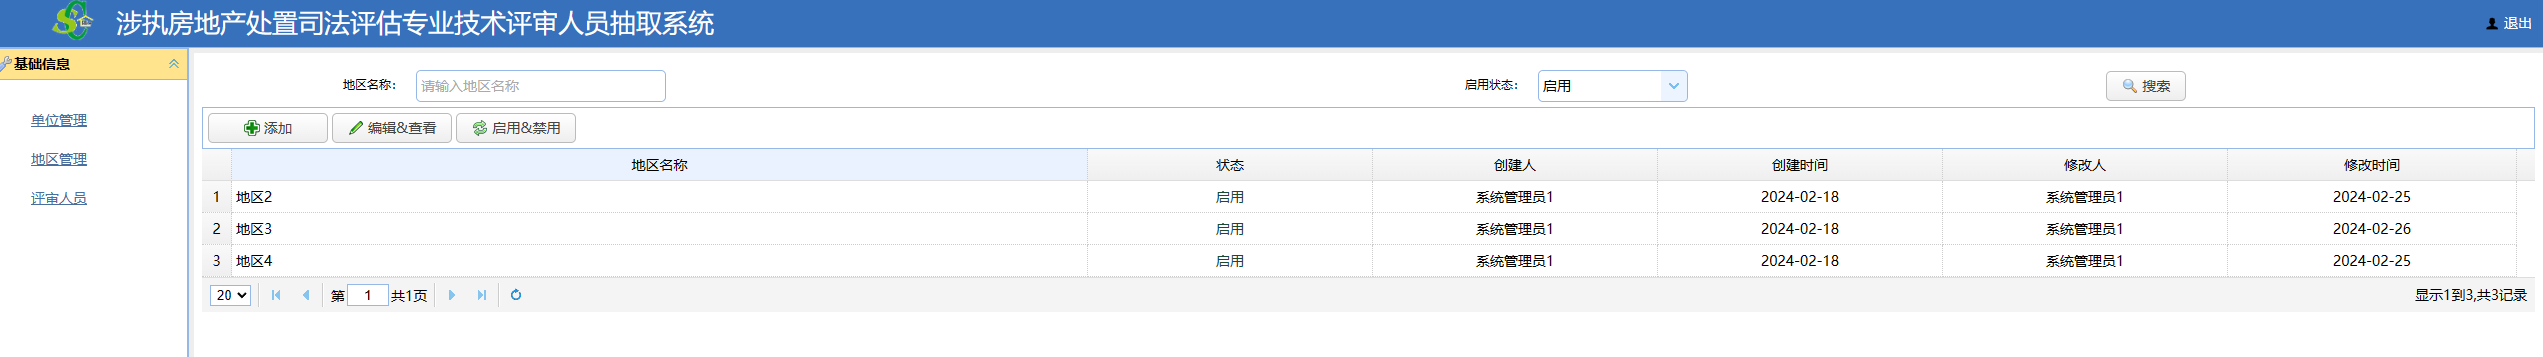 涉执房地产处置司法评估专业技术评审人员抽取系统 退出
基础信息
单位管理
地区管理
评审人员
地区名称： 请输入地区名称 启用状态： 启用 搜索
添加 编辑&查看 启用&禁用
地区名称 状态 创建人 创建时间 修改人 修改时间
1 地区2 启用 系统管理员1 2024-02-18 系统管理员1 2024-02-25
2 地区3 启用 系统管理员1 2024-02-18 系统管理员1 2024-02-26
3 地区4 启用 系统管理员1 2024-02-18 系统管理员1 2024-02-25
20 第 1 共1页 显示1到3,共3记录